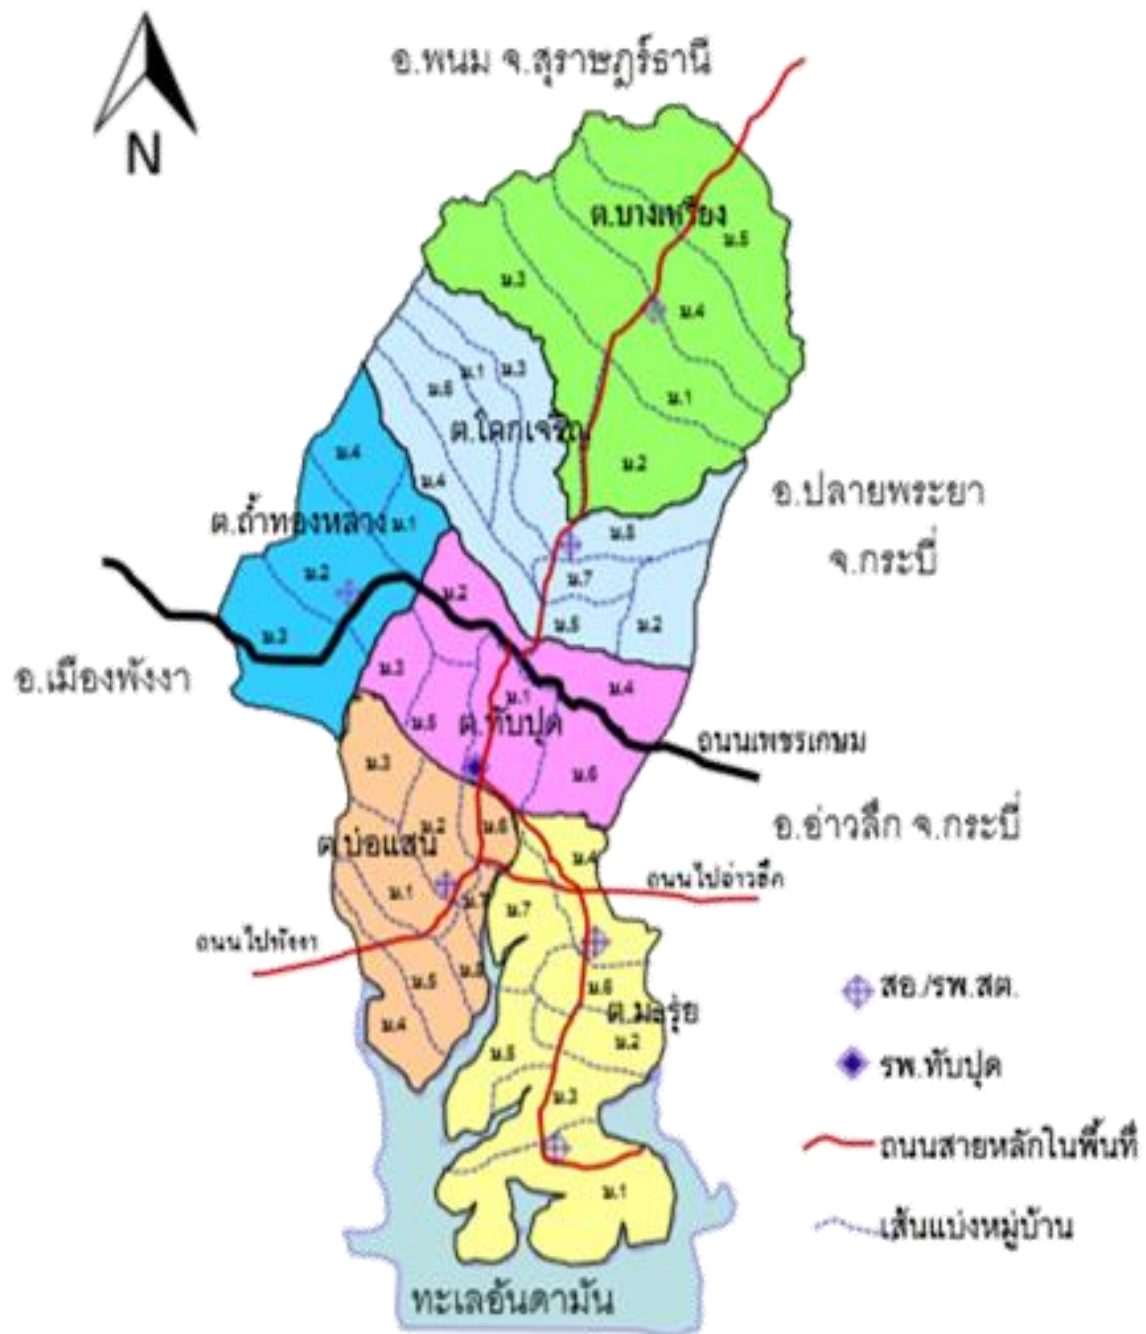 อ.พนม จ.สุราษฎร์ธานี
N
ต.บางเหรียง
ม.5
ม.3
ม.4
ม.1
ม.2
ม.1
ม.3
ม.6
ต.โคกเจริญ
ม.4
ม.8
ม.7
ม.5
ม.2
อ.ปลายพระยา
จ.กระบี่
ม.4
ต.ถ้ำทองหลาง
ม.1
ม.2
ม.3
อ.เมืองพังงา
ม.2
ม.3
ม.1
ม.4
ม.5
ต.ทับปุด
ม.6
ถนนเพชรเกษม
อ.อ่าวลึก จ.กระบี่
ม.3
ม.2
ม.6
ต.บ่อแสน
ม.1
ม.7
ม.5
ม.4
ถนนไปพังงา
ม.4
ถนนไปอ่าวลึก
ม.7
ม.6
ต.มะรุ่ย
ม.2
ม.5
ม.3
ม.1
สอ./รพ.สต.
รพ.ทับปุด
ถนนสายหลักในพื้นที่
เส้นแบ่งหมู่บ้าน
ทะเลอันดามัน